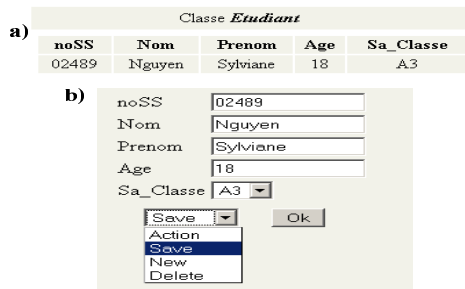 Classe Etudiant
a)
noSS Nom Prenom Age Sa_Classe
02489 Nguyen Sylviane 18 A3
b)
noSS 02489
Nom Nguyen
Prenom Sylviane
Age 18
Sa_Classe A3
Save Ok
Action
Save
New
Delete